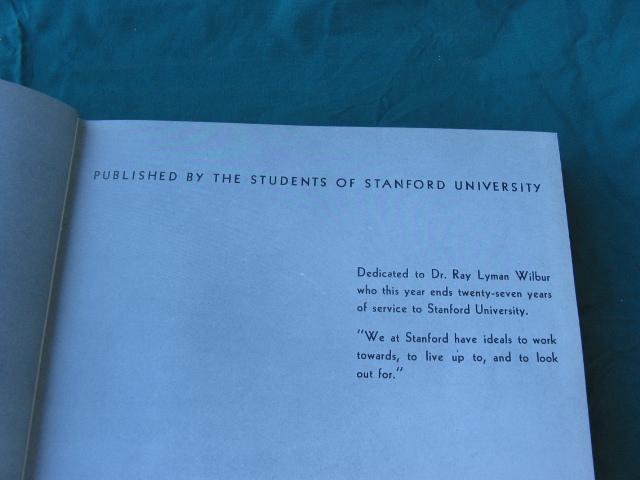 PUBLISHED BY THE STUDENTS OF STANFORD UNIVERSITY
Dedicated to Dr. Ray Lyman Wilbur
who this year ends twenty-seven years
of service to Stanford University.
"We at Stanford have ideals to work
towards, to live up to, and to look
out for."